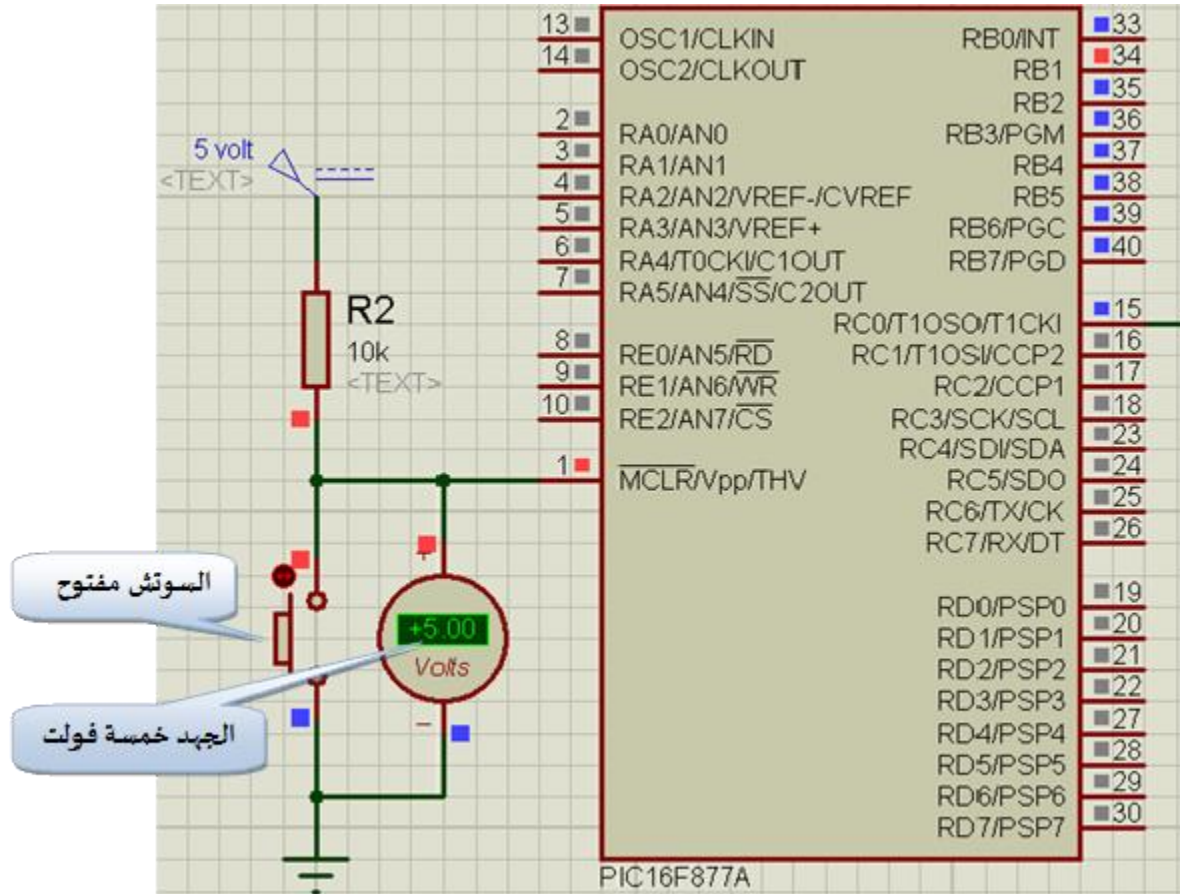 13
OSC1/CLKIN
14
OSC2/CLKOUT
2
RA0/AN0
3
RA1/AN1
4
RA2/AN2/VREF-/CVREF
5
RA3/AN3/VREF+
6
RA4/T0CKI/C1OUT
7
RA5/AN4/SS/C2OUT
8
RE0/AN5/RD
9
RE1/AN6/WR
10
RE2/AN7/CS
1
MCLR/Vpp/THV
RB0/INT
33
RB1
34
RB2
35
RB3/PGM
36
RB4
37
RB5
38
RB6/PGC
39
RB7/PGD
40
RC0/T1OSO/T1CKI
15
RC1/T1OSI/CCP2
16
RC2/CCP1
17
RC3/SCK/SCL
18
RC4/SDI/SDA
23
RC5/SDO
24
RC6/TX/CK
25
RC7/RX/DT
26
RD0/PSP0
19
RD1/PSP1
20
RD2/PSP2
21
RD3/PSP3
22
RD4/PSP4
27
RD5/PSP5
28
RD6/PSP6
29
RD7/PSP7
30
PIC16F877A
5 volt
<TEXT>
R2
10k
<TEXT>
+
+5.00
Volts
−
السوتش مفتوح
الجهد خمسة فولت